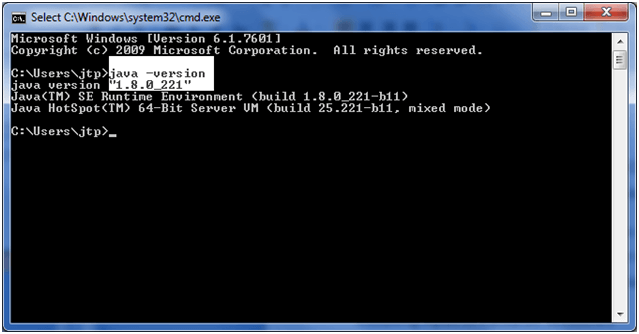 Select C:\Windows\system32\cmd.exe
Microsoft Windows [Version 6.1.7601]
Copyright (c) 2009 Microsoft Corporation.  All rights reserved.
C:\Users\jtp>java -version
java version "1.8.0_221"
Java(TM) SE Runtime Environment (build 1.8.0_221-b11)
Java HotSpot(TM) 64-Bit Server VM (build 25.221-b11, mixed mode)
C:\Users\jtp>_